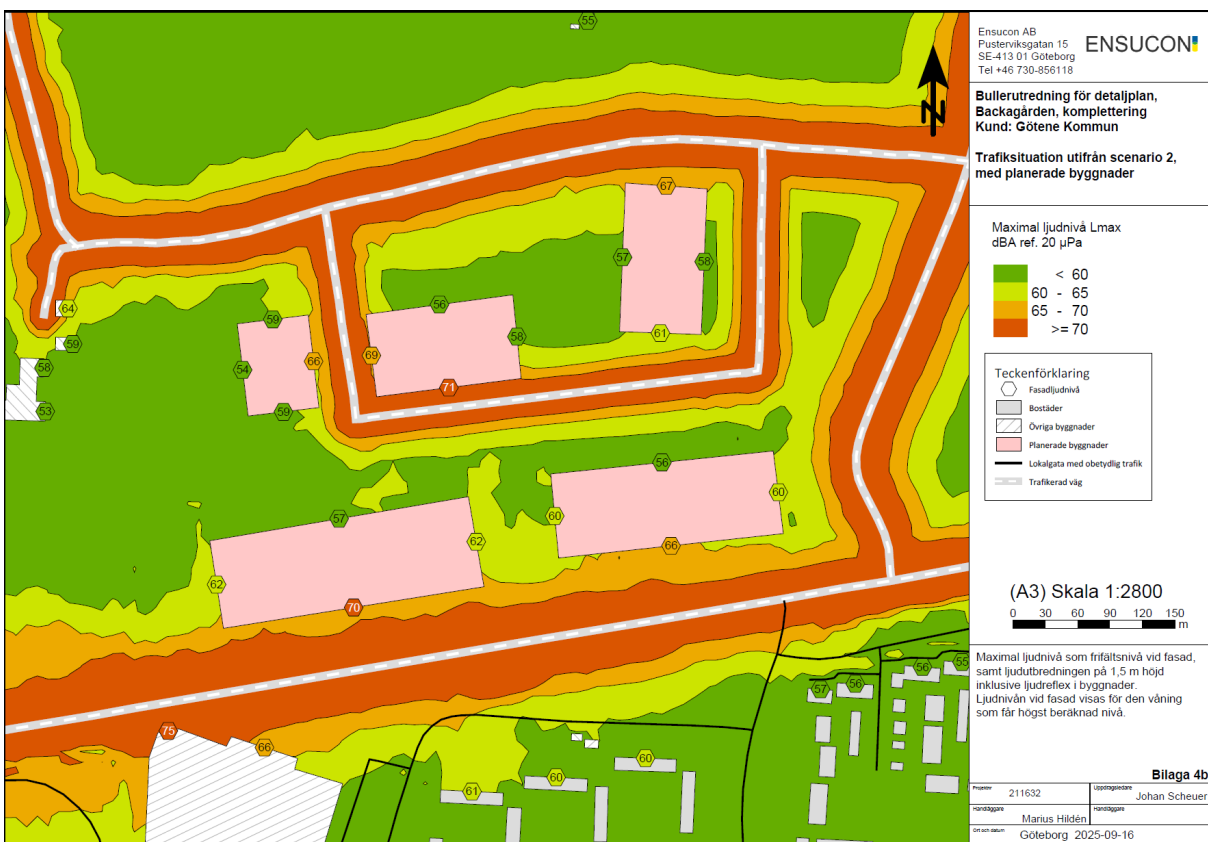 Ensucon AB
Pusterviksgatan 15
SE-413 01 Göteborg
Tel +46 730-856118
ENSUCON
Bullerutredning för detaljplan,
Backagården, komplettering
Kund: Götene Kommun
Trafiksituation utifrån scenario 2,
med planerade byggnader
Maximal ljudnivå Lmax
dBA ref. 20 µPa
< 60
60 - 65
65 - 70
>= 70
Teckenförklaring
Fasadljudnivå
Bostäder
Övriga byggnader
Planerade byggnader
Lokalgata med obetydlig trafik
Trafikerad väg
(A3) Skala 1:2800
0 30 60 90 120 150
m
Maximal ljudnivå som frifältsnivå vid fasad,
samt ljudutbredningen på 1,5 m höjd
inklusive ljudreflex i byggnader.
Ljudnivån vid fasad visas för den våning
som får högst beräknad nivå.
Bilaga 4b
Projektnr 211632
Uppdragsledare Johan Scheuer
Handläggare Marius Hildén
Handläggare
Ort och datum Göteborg 2025-09-16
N
55
67
57
58
61
64
59
58
53
59
54
66
59
56
69
58
71
57
62
62
70
56
60
60
66
75
66
61
60
60
57
56
56
55